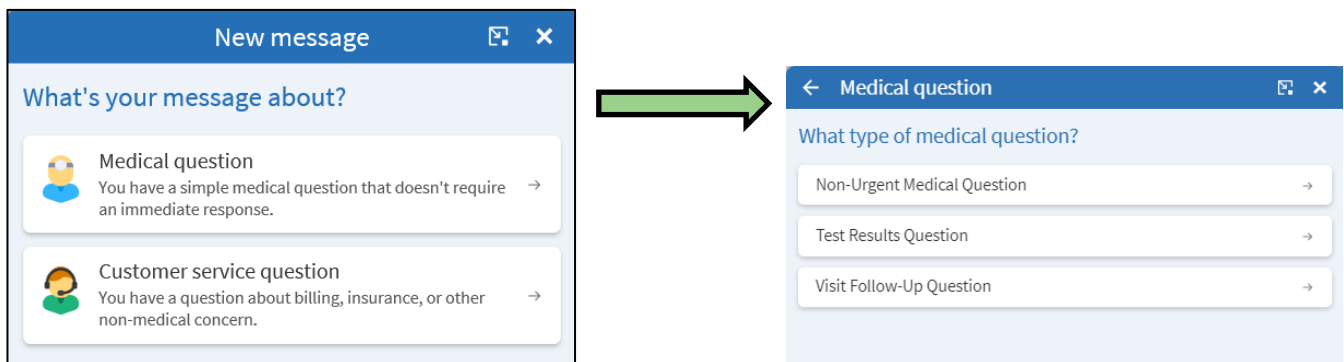 New message
What's your message about?
Medical question
You have a simple medical question that doesn't require
an immediate response.
Customer service question
You have a question about billing, insurance, or other
non-medical concern.
Medical question
What type of medical question?
Non-Urgent Medical Question
Test Results Question
Visit Follow-Up Question